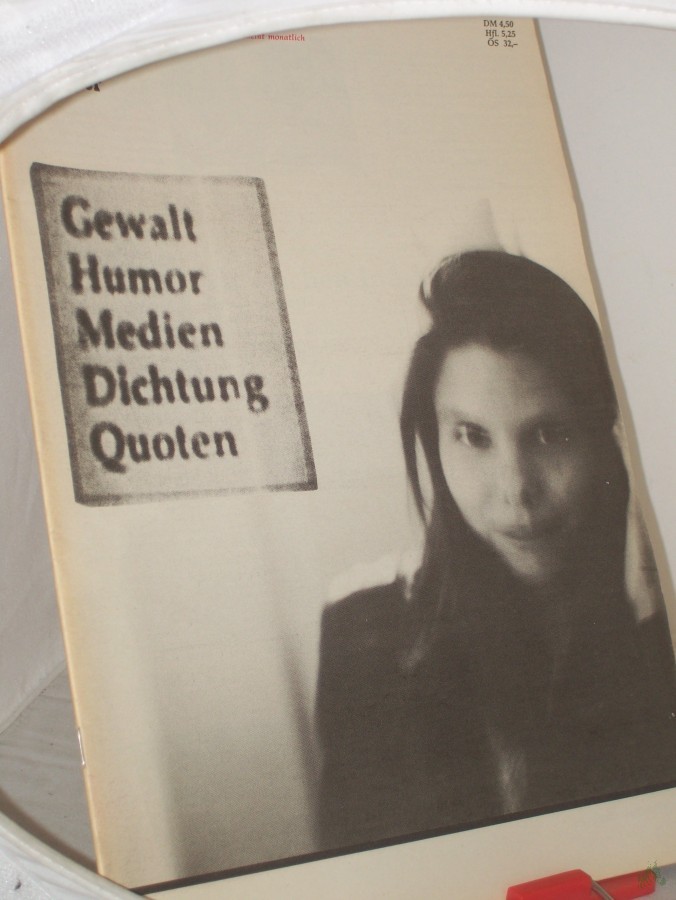 monatlich
DM 4,50
Hfl. 5,25
ÖS 32,–
Gewalt
Humor
Medien
Dichtung
Quoten